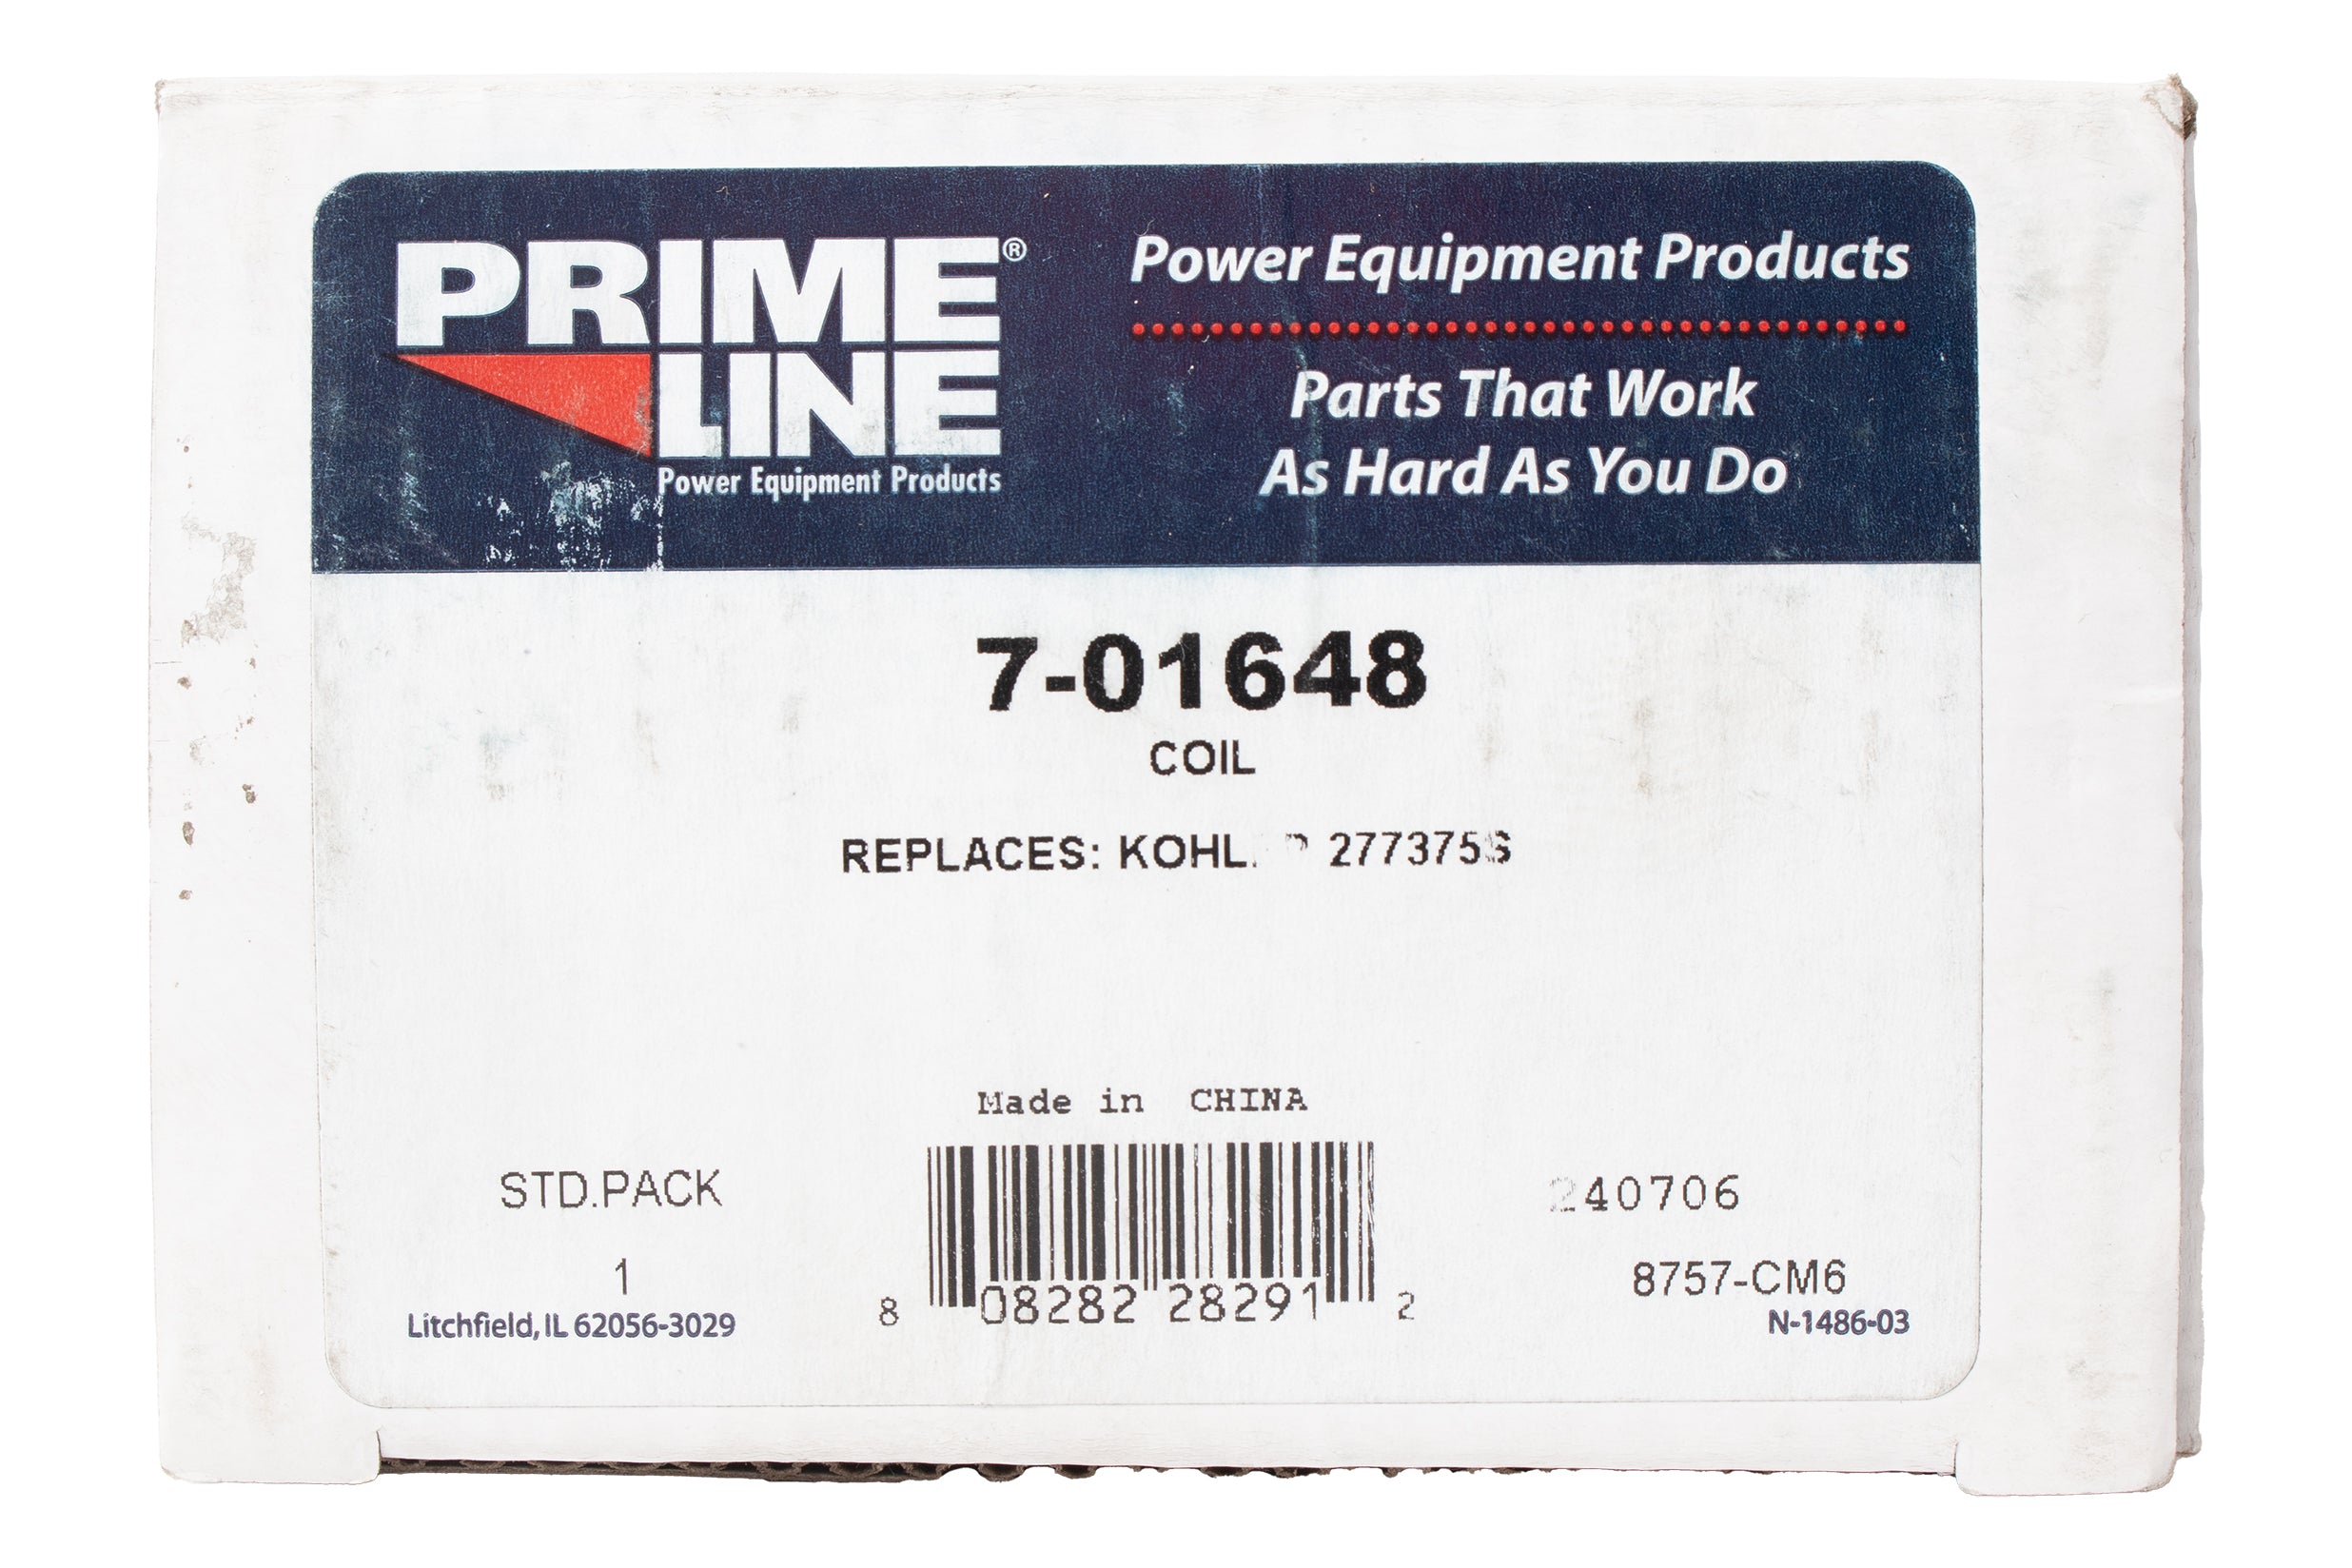 PRIME®
LINE
Power Equipment Products
Power Equipment Products
Parts That Work
As Hard As You Do
7-01648
COIL
REPLACES: 277375S
Made in CHINA
STD.PACK
1
Litchfield, IL 62056-3029
8 08282 28291 2
240706
8757-CM6
N-1486-03